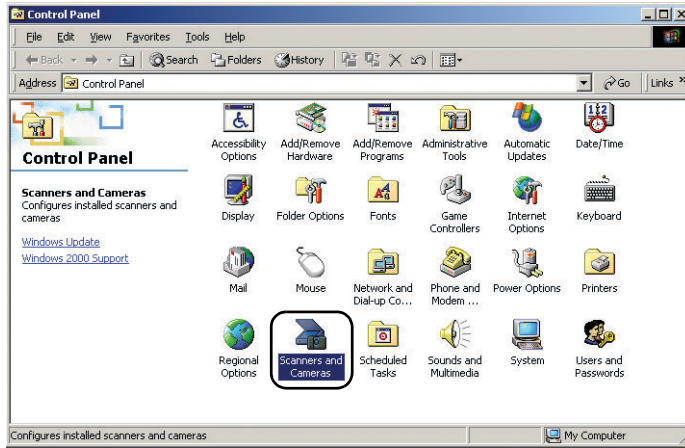 Control Panel
File Edit View Favorites Tools Help
Back Search Folders History
Address Control Panel Go Links »
Control Panel
Scanners and Cameras
Configures installed scanners and
cameras
Windows Update
Windows 2000 Support
Accessibility
Options
Add/Remove
Hardware
Add/Remove
Programs
Administrative
Tools
Automatic
Updates
Date/Time
Display
Folder Options
Fonts
Game
Controllers
Internet
Options
Keyboard
Mail
Mouse
Network and
Dial-up Co...
Phone and
Modem ...
Power Options
Printers
Regional
Options
Scanners and
Cameras
Scheduled
Tasks
Sounds and
Multimedia
System
Users and
Passwords
Configures installed scanners and cameras
My Computer